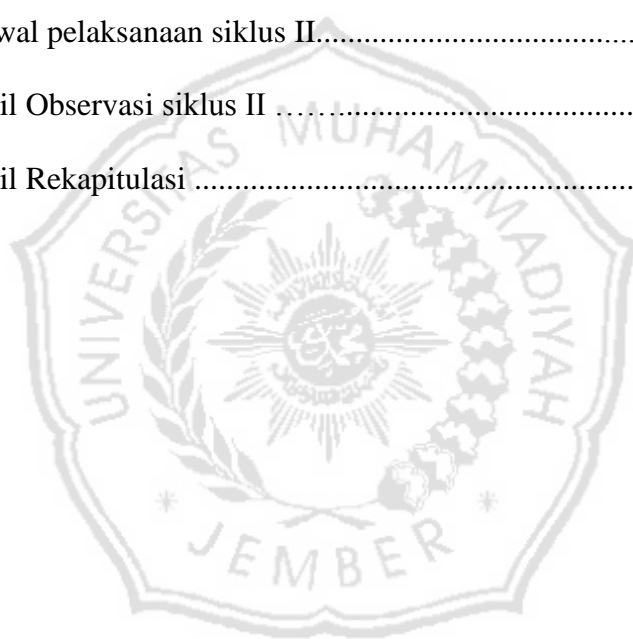 wal pelaksanaan siklus II......................................
il Observasi siklus II ……...................................
il Rekapitulasi ......................................................
UNIVERSITAS MUHAMMADIYAH
* JEMBER *